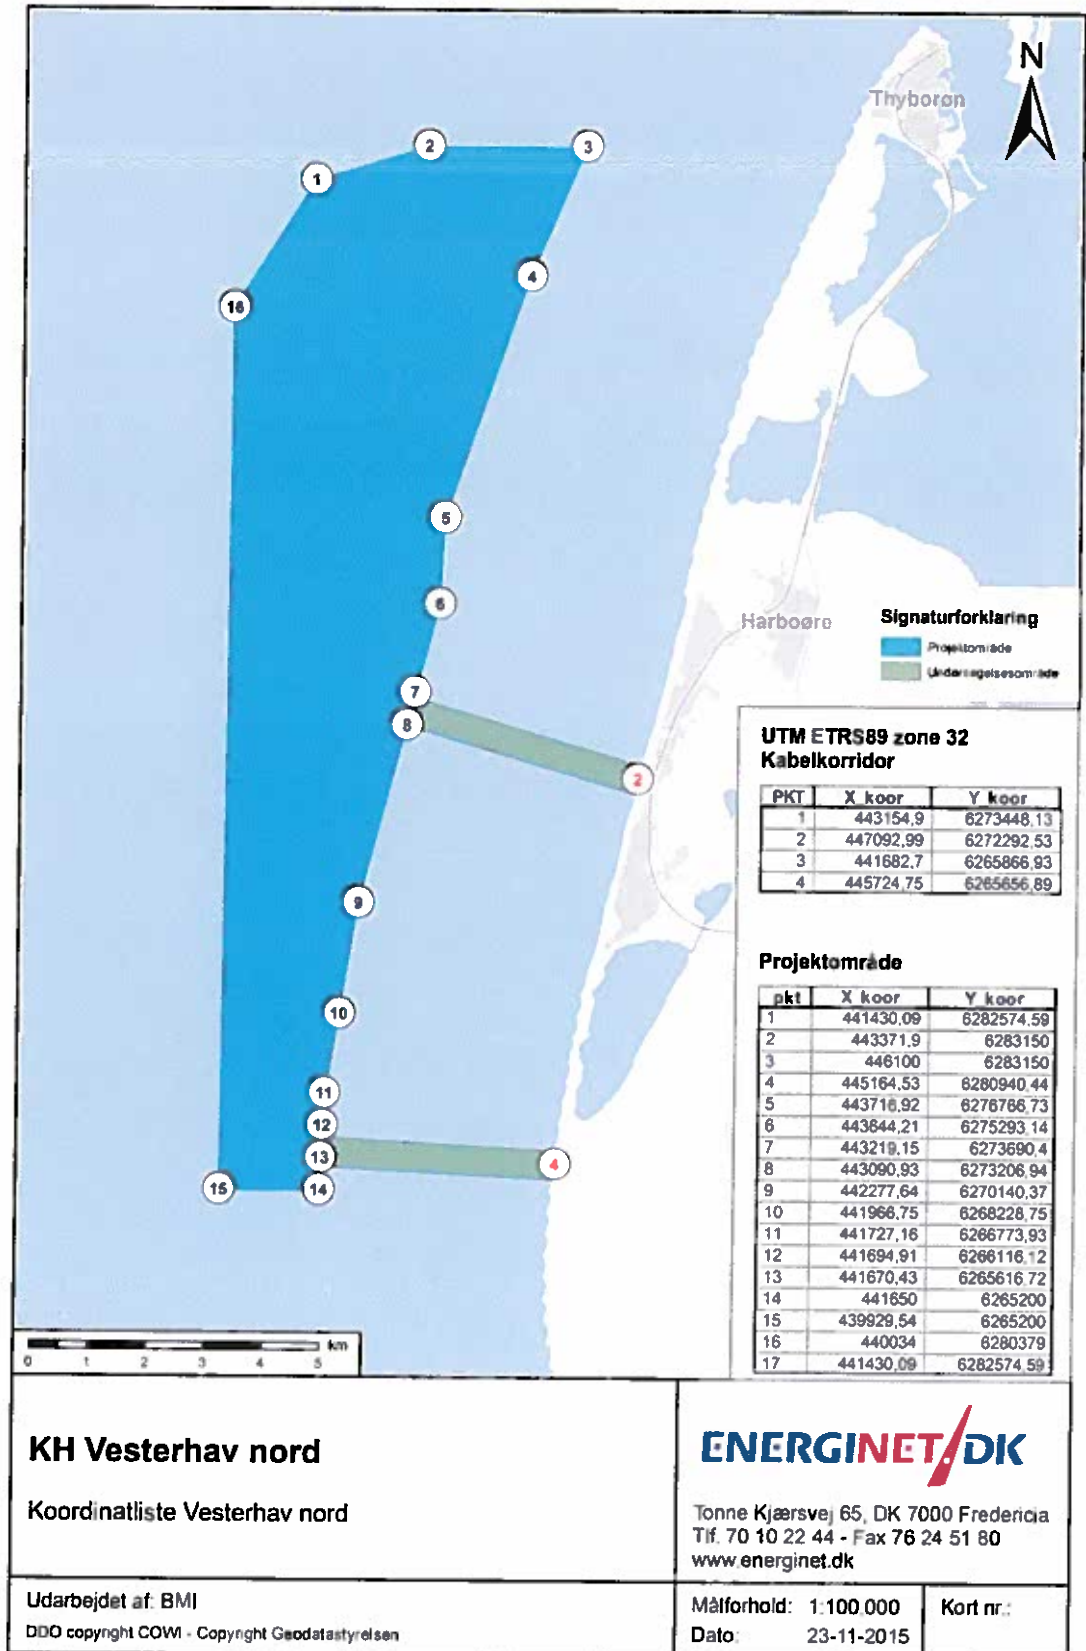 N
Thyborøn
2
3
1
4
16
5
6
Harboøre
Signaturforklaring
Projektområde
Undersøgelsesområde
7
8
2
UTM ETRS89 zone 32
Kabelkorridor
PKT X_koor Y_koor
1 443154,9 6273448,13
2 447092,99 6272292,53
3 441682,7 6265866,93
4 445724,75 6265656,89
9
Projektområde
pkt X_koor Y_koor
1 441430,09 6282574,59
2 443371,9 6283150
3 446100 6283150
4 445164,53 6280940,44
5 443716,92 6276766,73
6 443644,21 6275293,14
7 443219,15 6273690,4
8 443090,93 6273206,94
9 442277,64 6270140,37
10 441966,75 6268228,75
11 441727,16 6266773,93
12 441694,91 6266116,12
13 441670,43 6265616,72
14 441650 6265200
15 439929,54 6265200
16 440034 6280379
17 441430,09 6282574,59
10
11
12
13
4
15
14
km
0 1 2 3 4 5
KH Vesterhav nord
Koordinatliste Vesterhav nord
ENERGINET/DK
Tonne Kjærsvej 65, DK 7000 Fredericia
Tlf. 70 10 22 44 - Fax 76 24 51 80
www.energinet.dk
Udarbejdet af: BMI
DDO copyright COWI - Copyright Geodatastyrelsen
Målforhold: 1:100.000
Dato: 23-11-2015
Kort nr.: